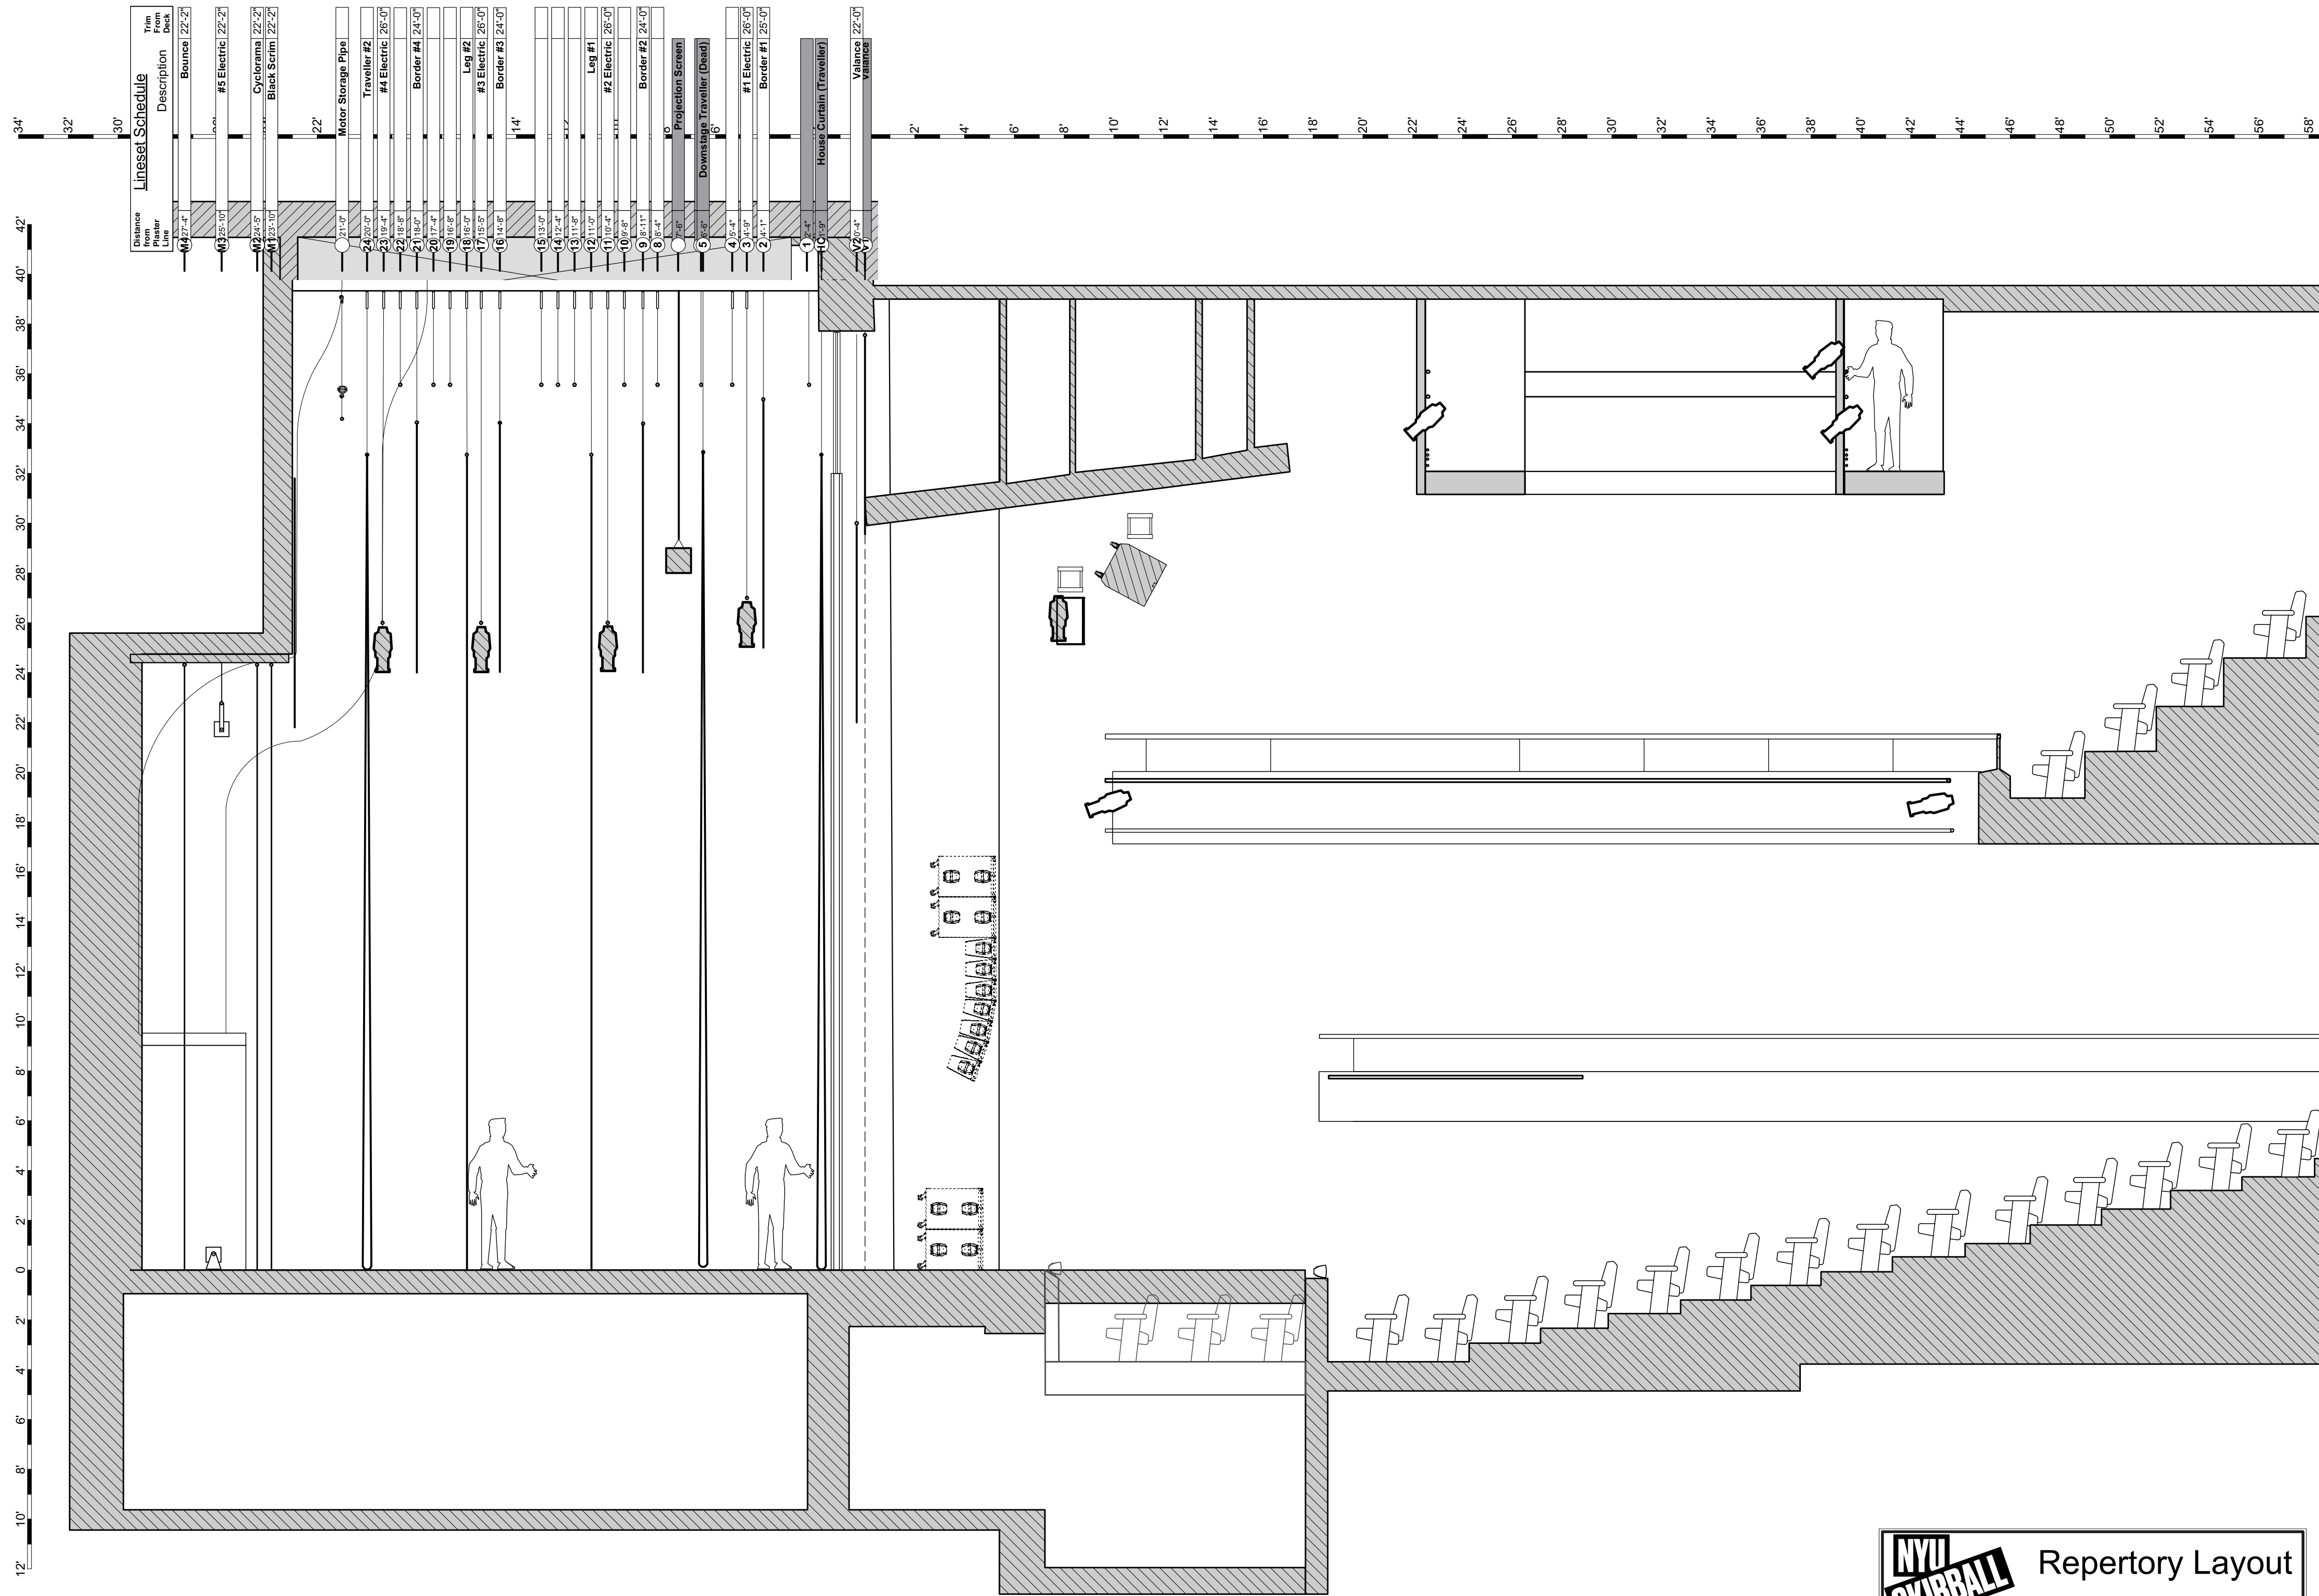 Lineset Schedule
Distance from Plaster Line
Description
Trim From Deck
M4 27'-4" Bounce 22'-2"
M3 25'-10" #5 Electric 22'-2"
M2 24'-5" Cyclorama 22'-2"
M1 23'-10" Black Scrim 22'-2"
21'-0" Motor Storage Pipe
24 20'-0" Traveller #2
23 19'-4" #4 Electric 26'-0"
22 18'-8"
21 18'-0" Border #4 24'-0"
20 17'-4"
19 16'-8"
18 16'-0" Leg #2
17 15'-5" #3 Electric 26'-0"
16 14'-8" Border #3 24'-0"
15 13'-0"
14 12'-4"
13 11'-8"
12 11'-0" Leg #1
11 10'-4" #2 Electric 26'-0"
10 9'-8"
9 8'-11" Border #2 24'-0"
8 8'-4"
7'-6" Projection Screen
5 6'-6" Downstage Traveller (Dead)
4 5'-4"
3 4'-9" #1 Electric 26'-0"
2 4'-1" Border #1 25'-0"
1 2'-4"
HC 1'-9" House Curtain (Traveller)
V2 0'-4" Valance 22'-0"
Valance
34' 32' 30' 22' 14' 6' 2' 4' 6' 8' 10' 12' 14' 16' 18' 20' 22' 24' 26' 28' 30' 32' 34' 36' 38' 40' 42' 44' 46' 48' 50' 52' 54' 56' 58'
42'
40'
38'
36'
34'
32'
30'
28'
26'
24'
22'
20'
18'
16'
14'
12'
10'
8'
6'
4'
2'
0
2'
4'
6'
8'
10'
12'
NYU
SKIRBALL
Repertory Layout